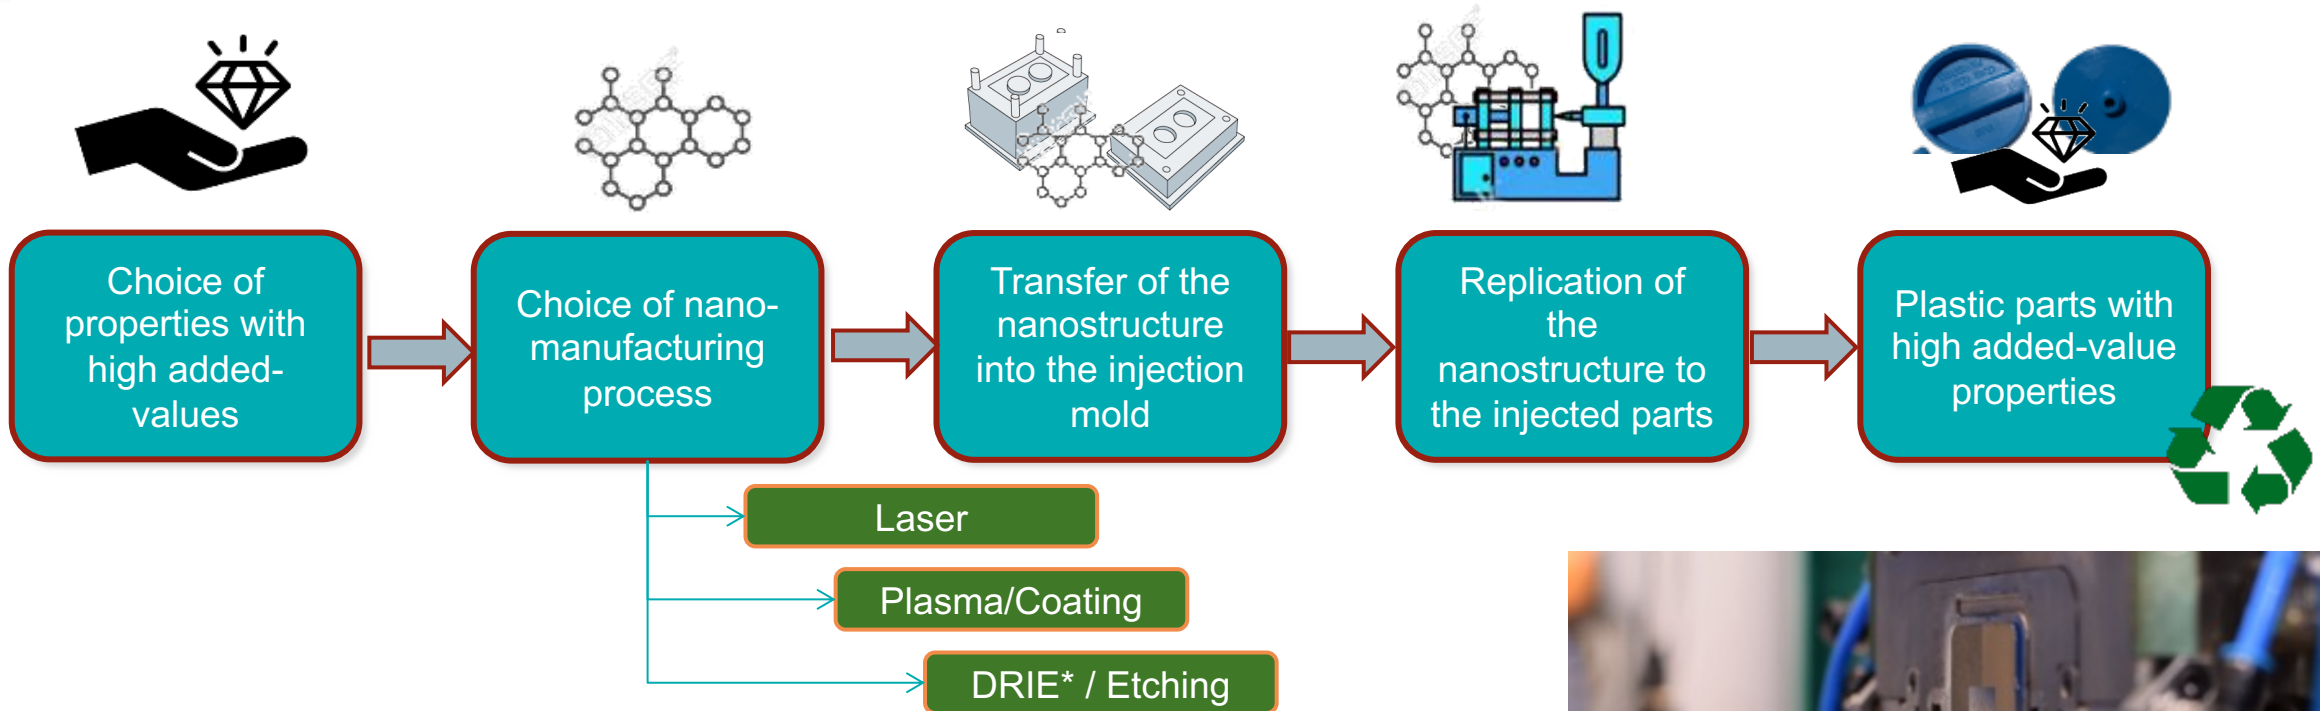 Choice of
properties with
high added-
values
Choice of nano-
manufacturing
process
Transfer of the
nanostructure
into the injection
mold
Replication of
the
nanostructure to
the injected parts
Plastic parts with
high added-value
properties
Laser
Plasma/Coating
DRIE* / Etching